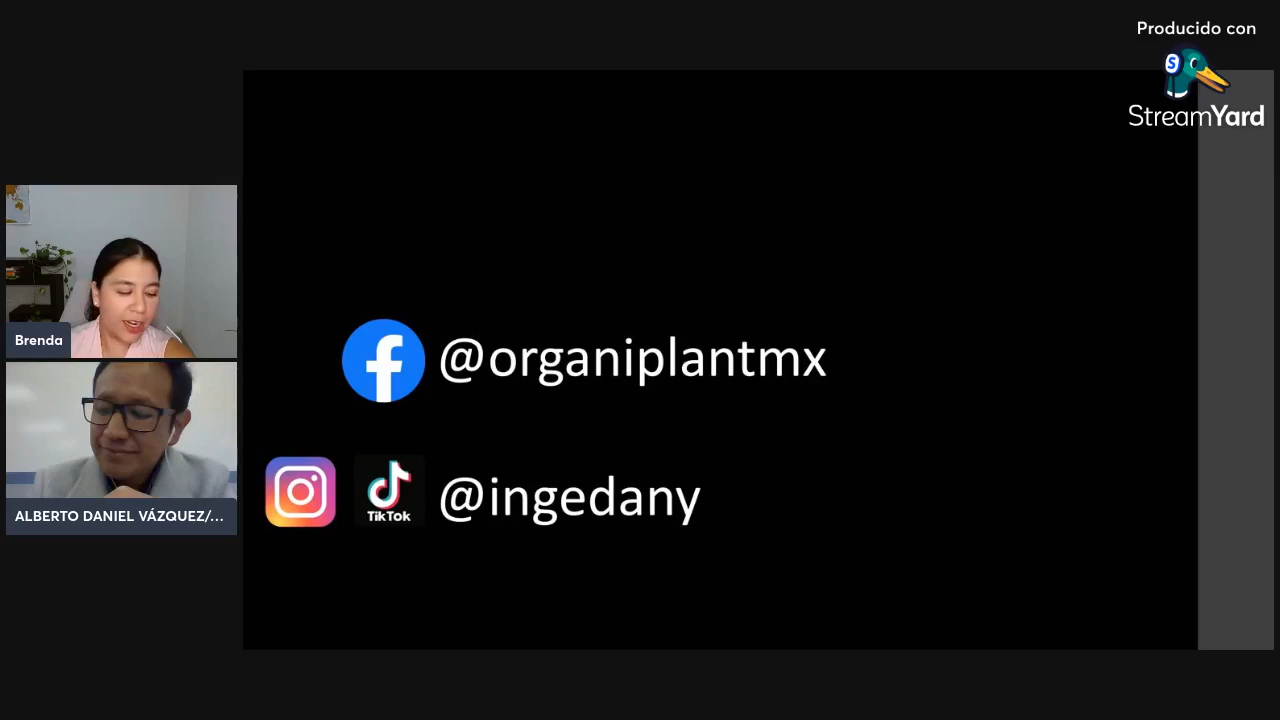 Producido con
StreamYard
Brenda
ALBERTO DANIEL VÁZQUEZ/...
@organiplantmx
TikTok
@ingedany